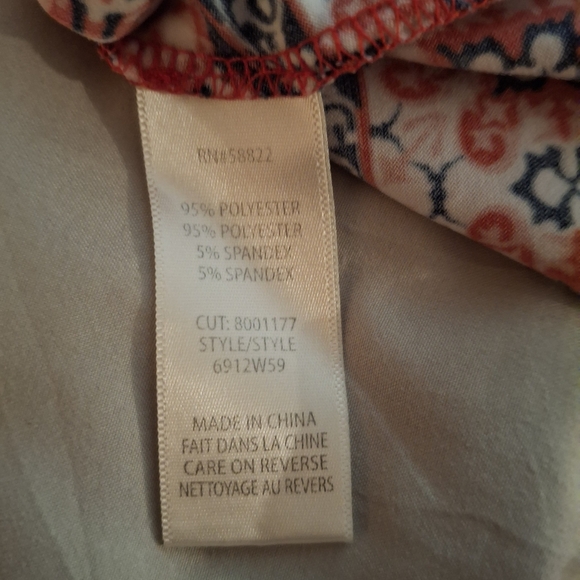 RN#58822
95% POLYESTER
95% POLYESTER
5% SPANDEX
5% SPANDEX
CUT: 8001177
STYLE/STYLE
6912W59
MADE IN CHINA
FAIT DANS LA CHINE
CARE ON REVERSE
NETTOYAGE AU REVERS